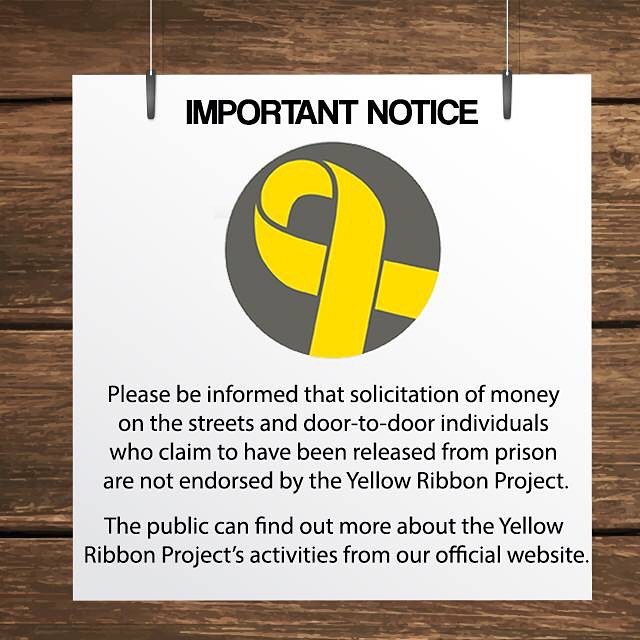 IMPORTANT NOTICE
Please be informed that solicitation of money
on the streets and door-to-door individuals
who claim to have been released from prison
are not endorsed by the Yellow Ribbon Project.
The public can find out more about the Yellow
Ribbon Project's activities from our official website.